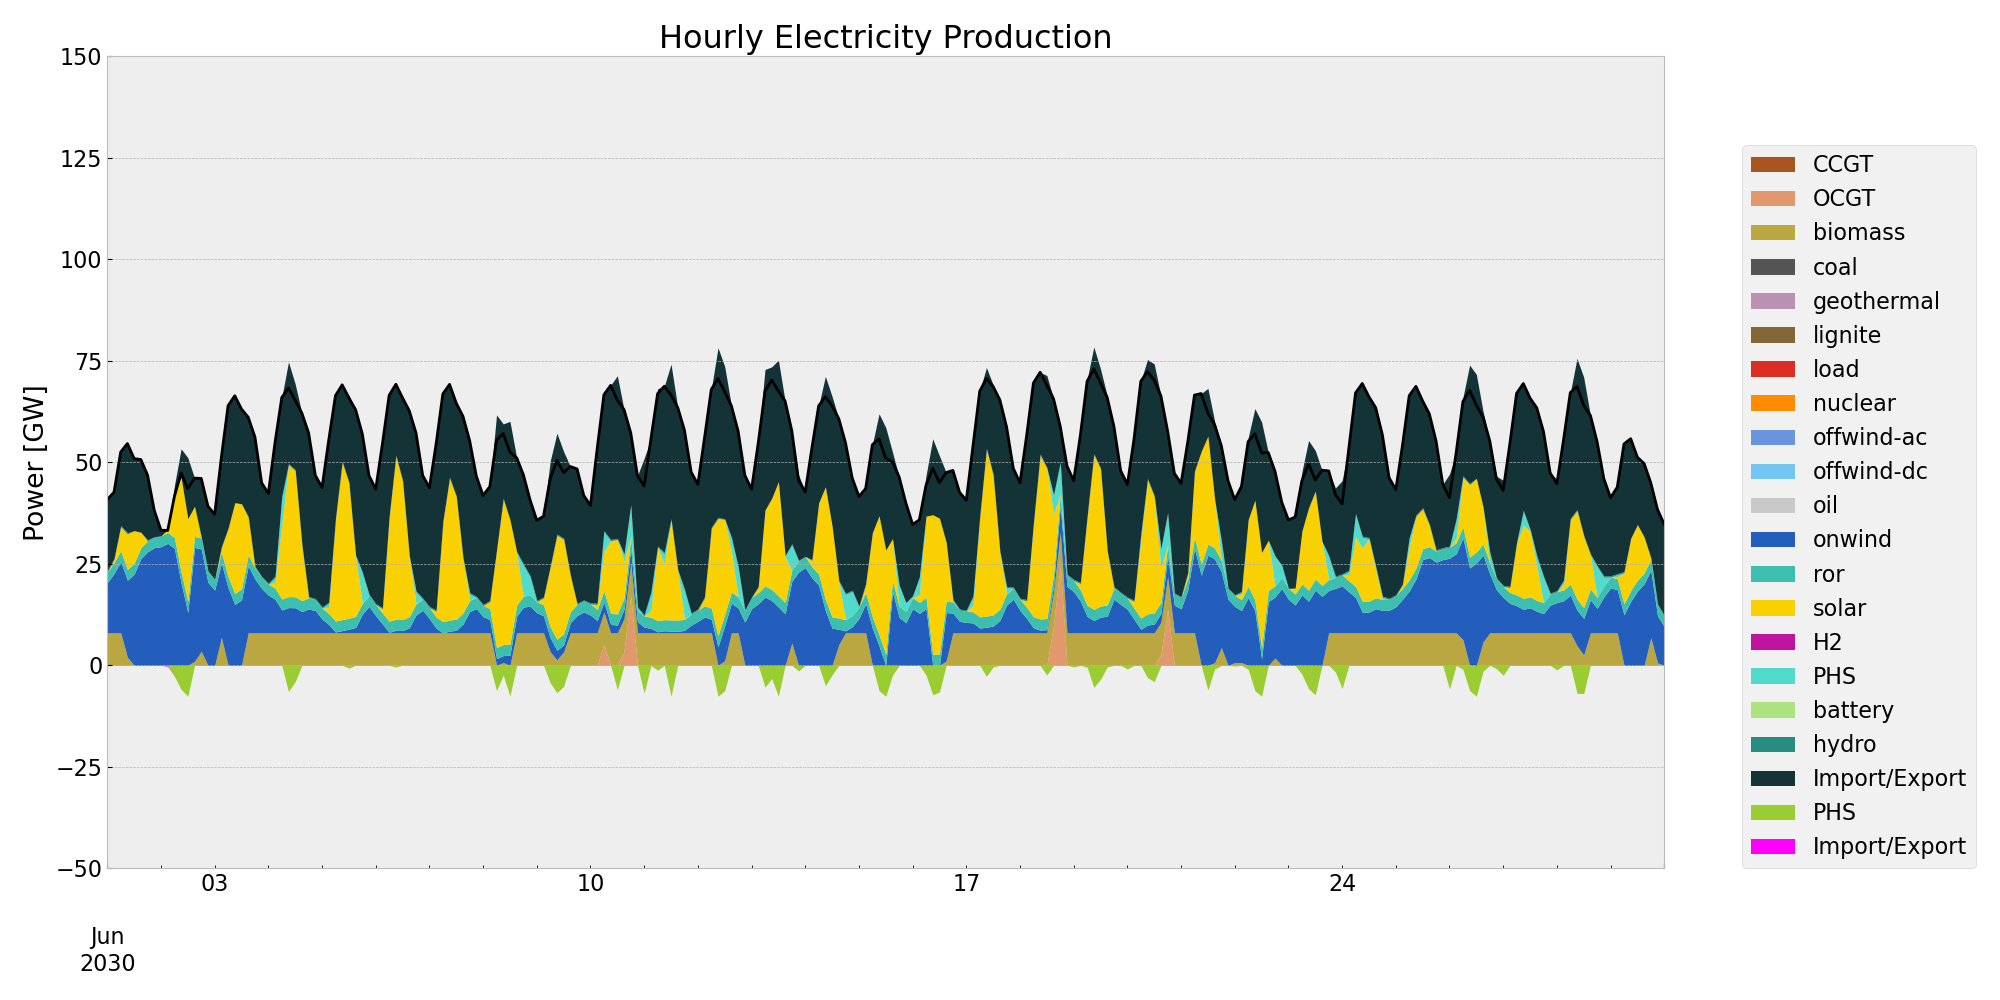 Hourly Electricity Production
Power [GW]
150
125
100
75
50
25
0
−25
−50
03
10
17
24
Jun
2030
CCGT
OCGT
biomass
coal
geothermal
lignite
load
nuclear
offwind-ac
offwind-dc
oil
onwind
ror
solar
H2
PHS
battery
hydro
Import/Export
PHS
Import/Export